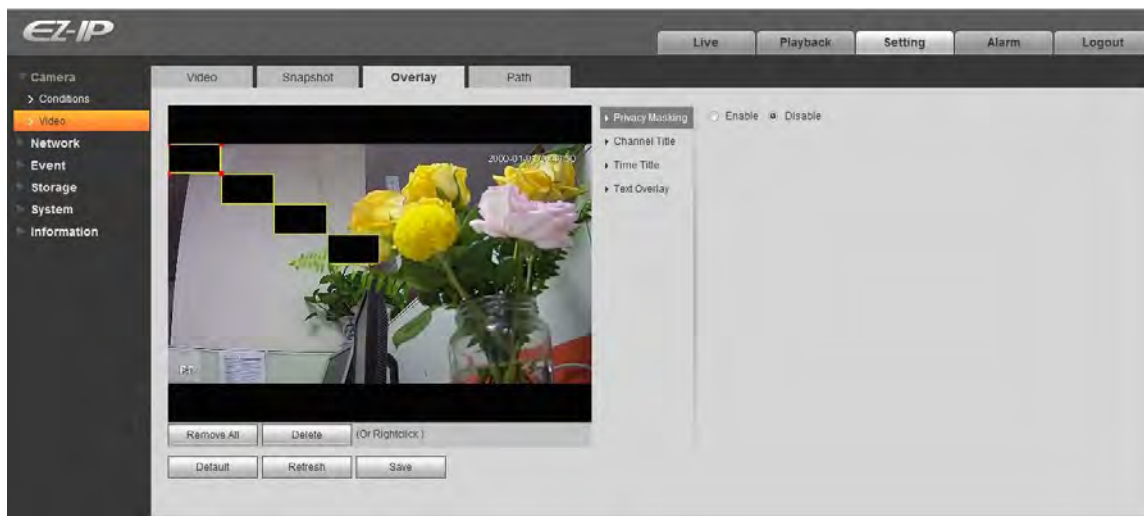 EZ-IP
Live Playback Setting Alarm Logout
Camera
Conditions
Video
Network
Event
Storage
System
Information
Video Snapshot Overlay Path
Privacy Masking
Channel Title
Time Title
Text Overlay
Enable Disable
Remove All Delete (Or Rightclick )
Default Refresh Save